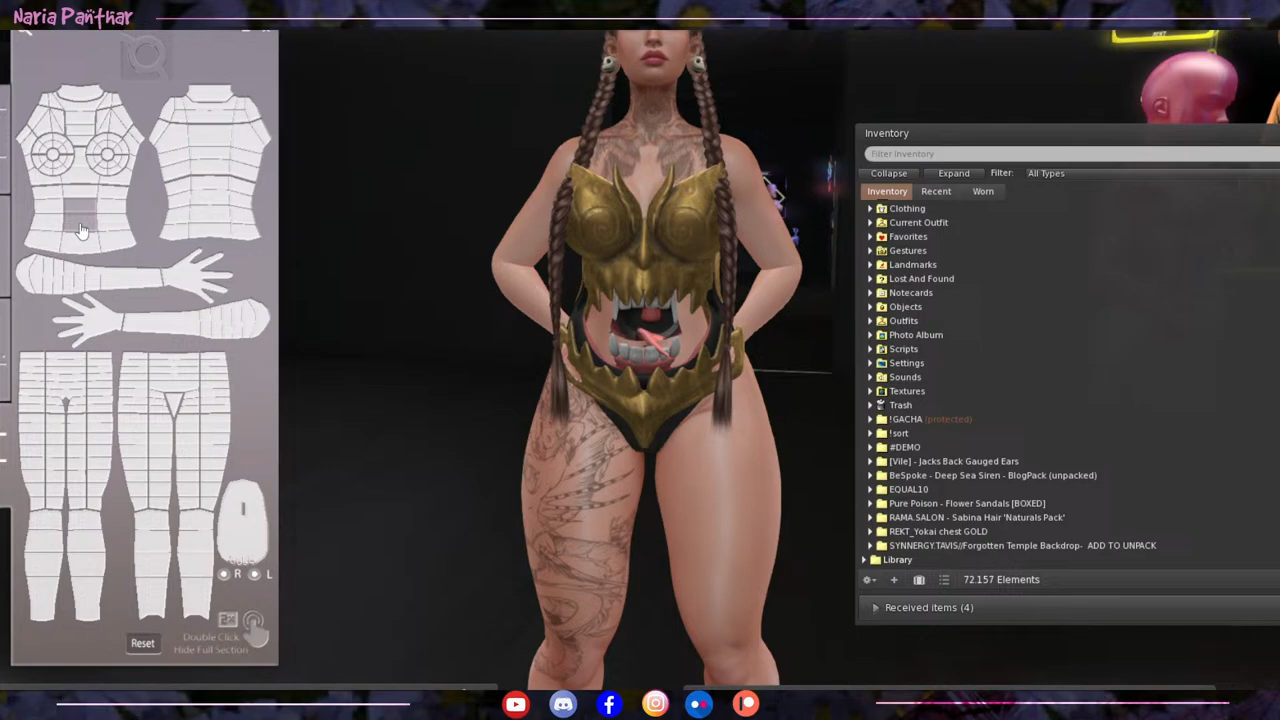 Naria Panthar
Inventory
Filter Inventory
Collapse Expand Filter: All Types
Inventory Recent Worn
Clothing
Current Outfit
Favorites
Gestures
Landmarks
Lost And Found
Notecards
Objects
Outfits
Photo Album
Scripts
Settings
Sounds
Textures
Trash
!GACHA (protected)
!sort
#DEMO
[Vile] - Jacks Back Gauged Ears
BeSpoke - Deep Sea Siren - BlogPack (unpacked)
EQUAL10
Pure Poison - Flower Sandals [BOXED]
RAMA.SALON - Sabina Hair 'Naturals Pack'
REKT_Yokai chest GOLD
SYNNERGY.TAVIS//Forgotten Temple Backdrop- ADD TO UNPACK
Library
72.157 Elements
Received items (4)
R L
2x
Reset
Double Click
Hide Full Section